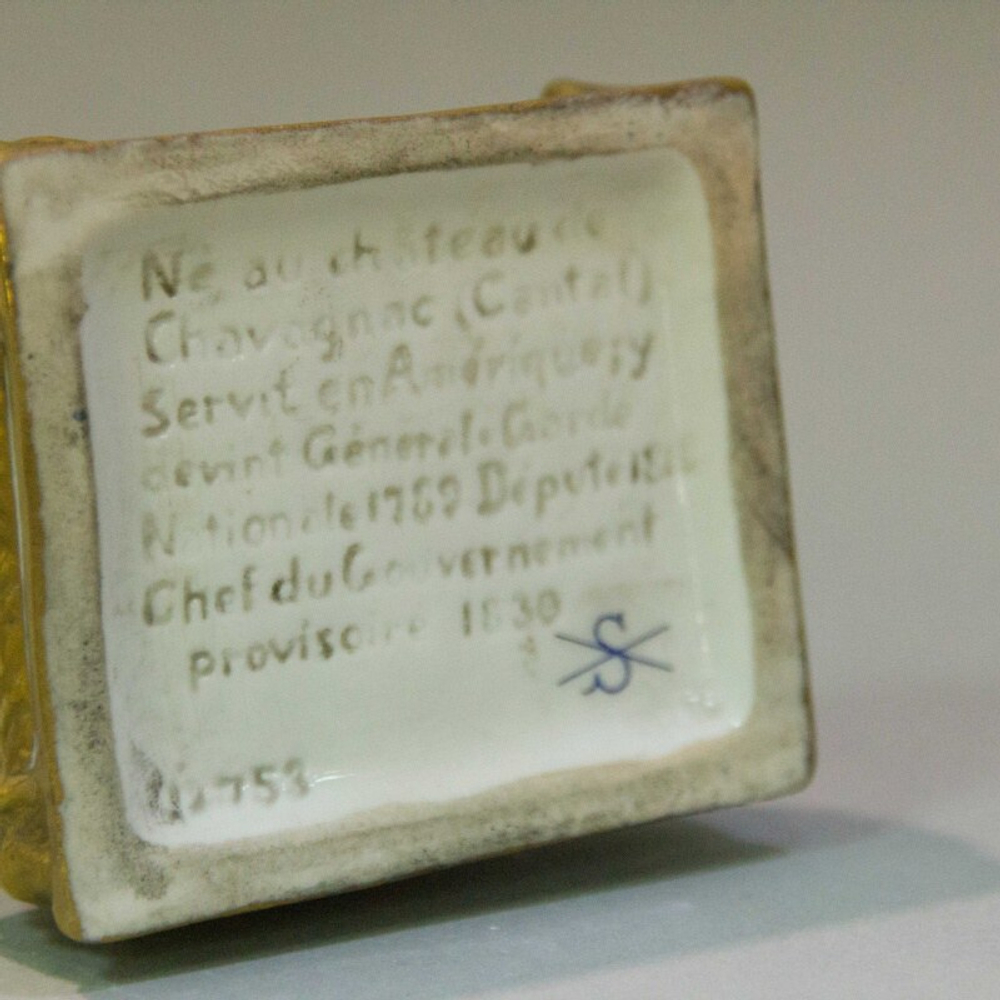 Né au château de
Chavagnac (Cantal)
Servit en Amérique, y
devint Général. Garde
Nationale 1789 Député
Chef du Gouvernement
provisoire 1830
S